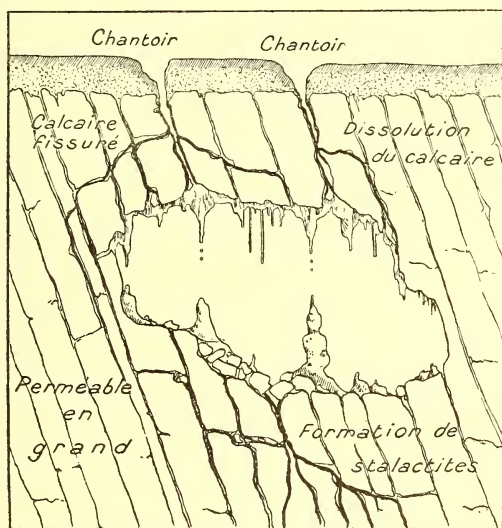 Chantoir
Chantoir
Calcaire
fissuré
Dissolution
du calcaire
Perméable
en
grand
Formation de
stalactites